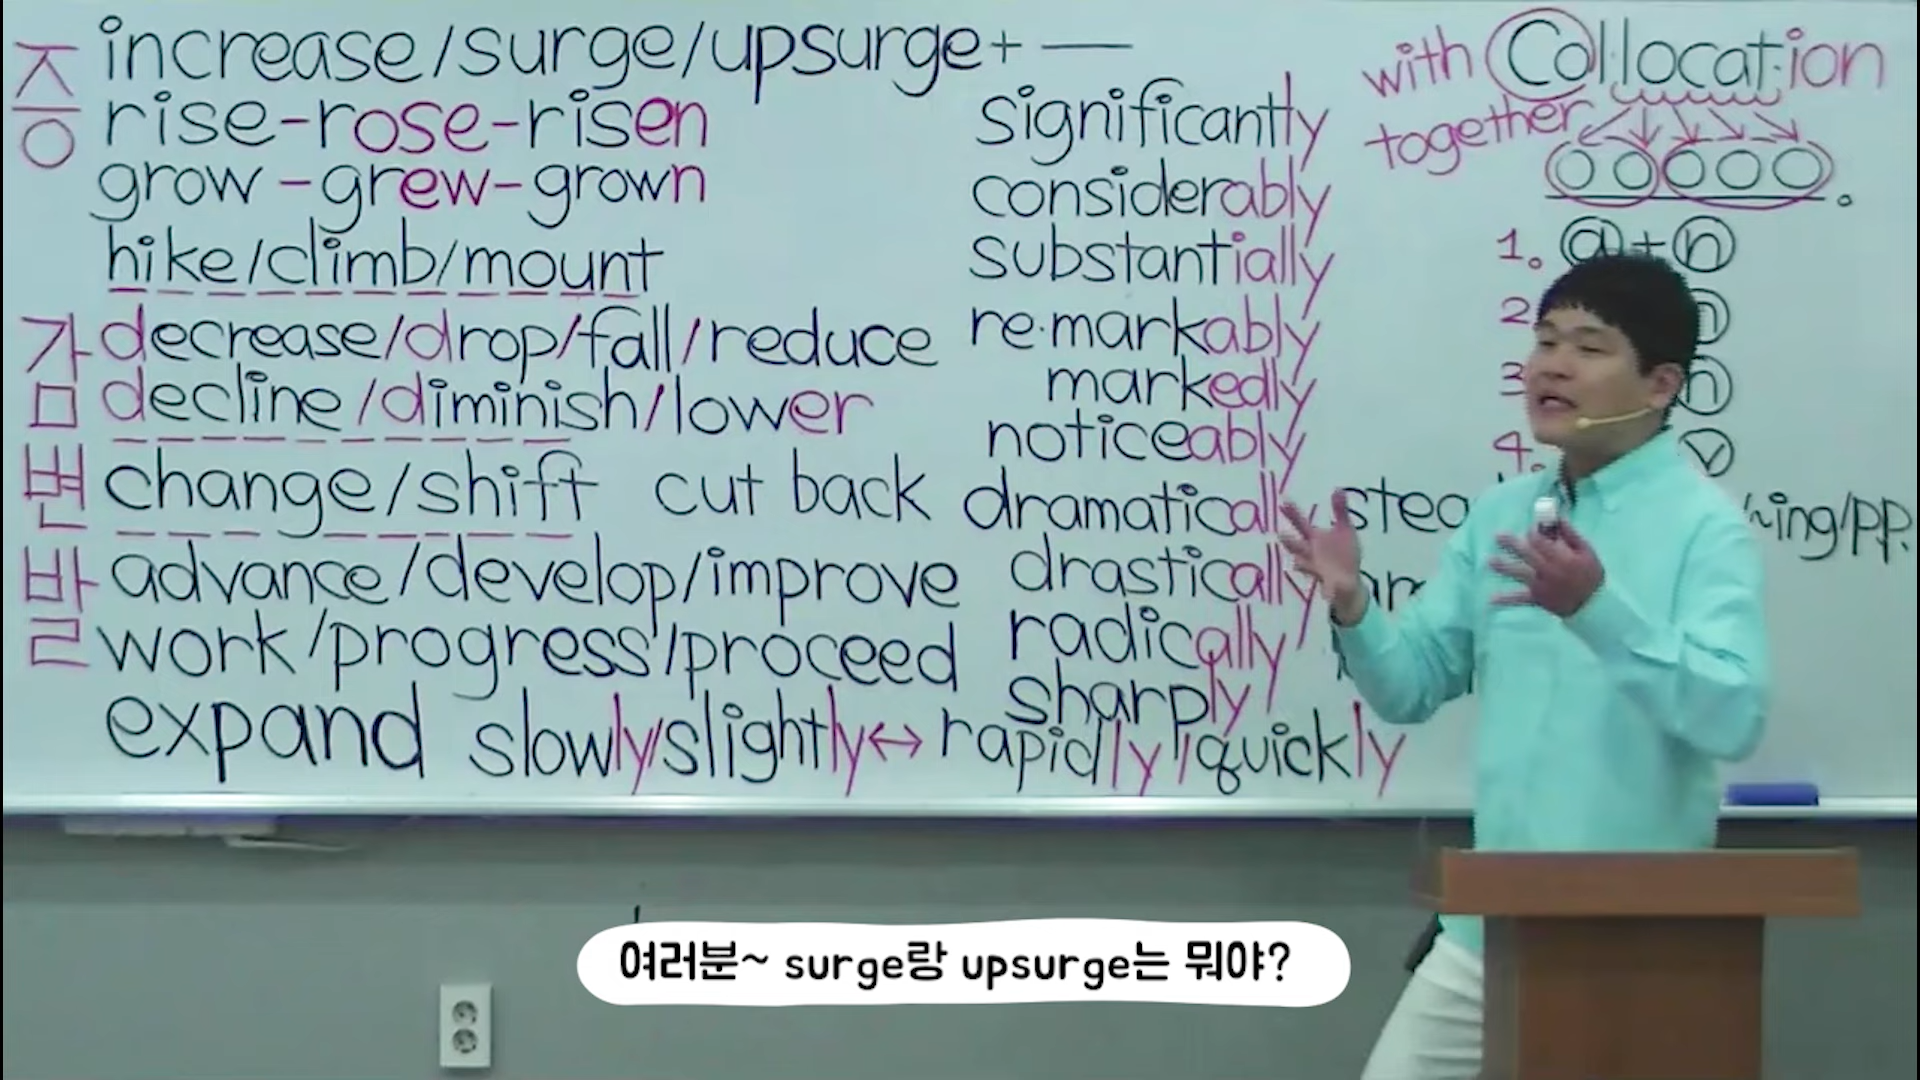 증
increase/surge/upsurge+ —
rise-rose-risen
grow-grew-grown
hike/climb/mount
감
decrease/drop/fall/reduce
decline/diminish/lower
변
change/shift cut back
발
advance/develop/improve
work/progress/proceed
expand slowly/slightly↔rapidly/quickly
significantly
considerably
substantially
re·markably
markedly
noticeably
dramatically
drastically
radically
sharply
with Col·locat·ion
together
1. ⓐ+ⓝ
2. ⓝ
3. ⓝ
4. ⓥ
~ing/p.p.
여러분~ surge랑 upsurge는 뭐야?